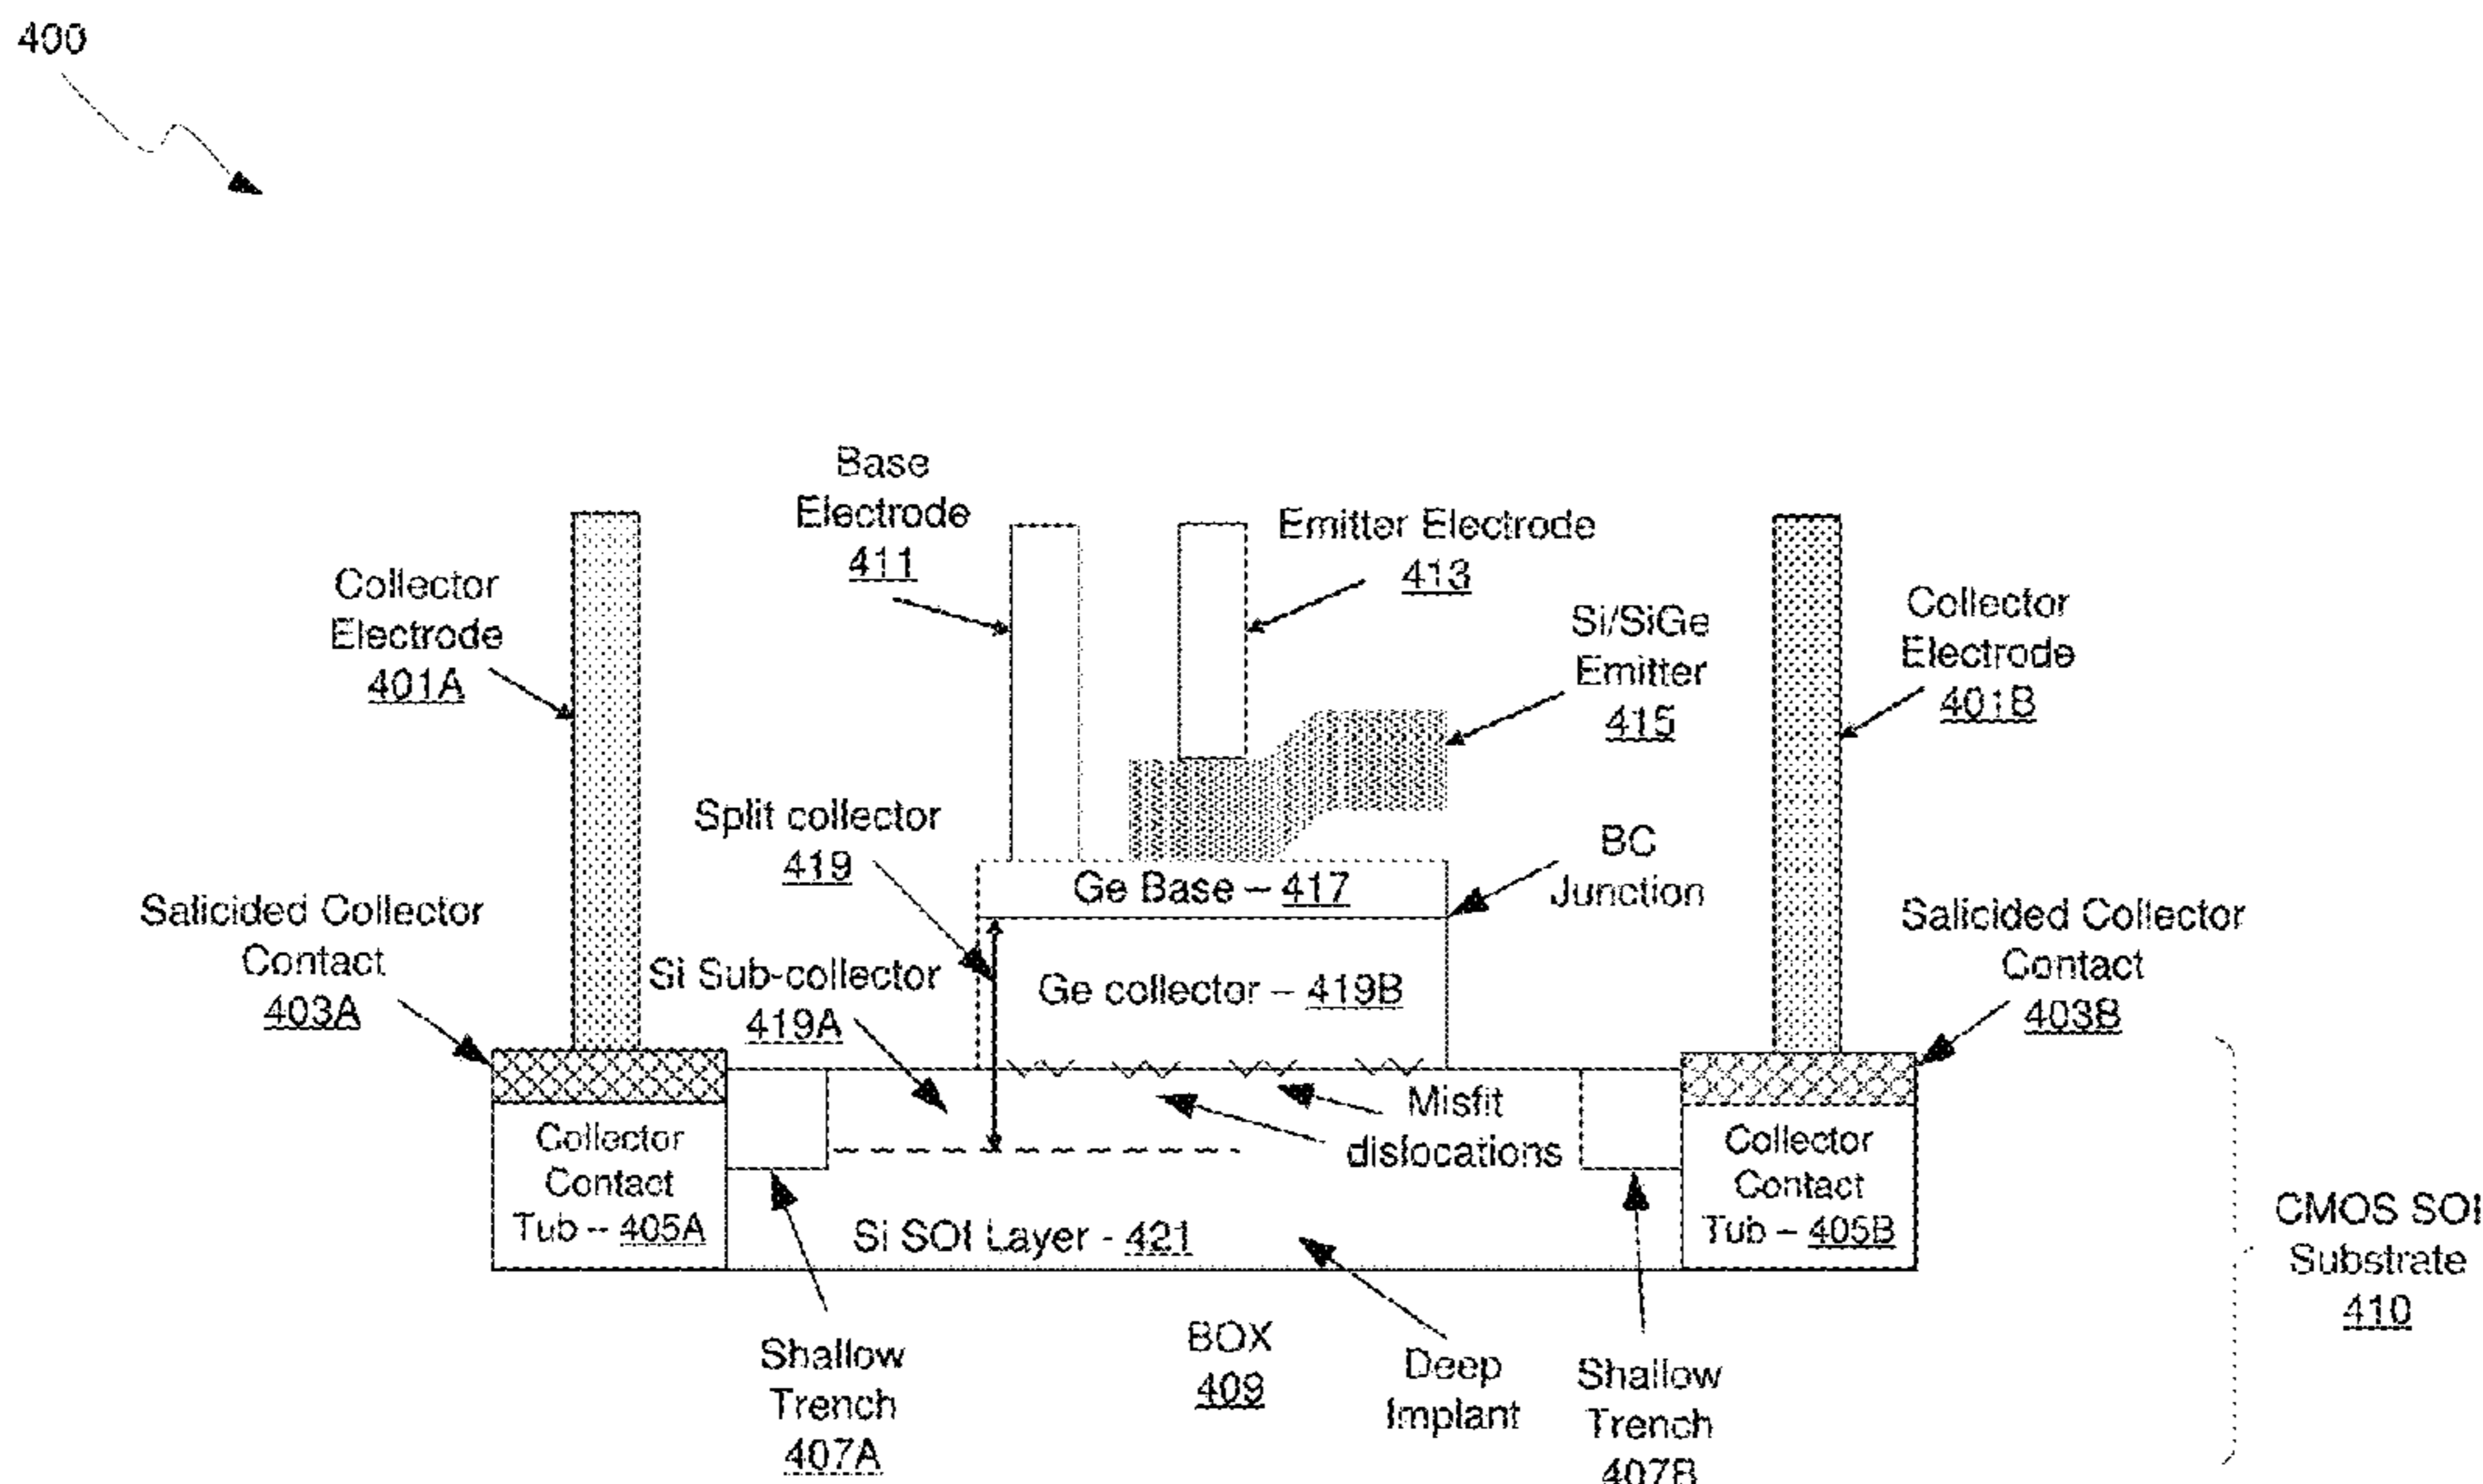 400
Base
Electrode
411
Emitter Electrode
413
Collector
Electrode
401A
Si/SiGe
Emitter
415
Collector
Electrode
401B
Split collector
419
BC
Junction
Ge Base – 417
Salicided Collector
Contact
403A
Si Sub-collector
419A
Ge collector – 419B
Salicided Collector
Contact
403B
Misfit
dislocations
Collector
Contact
Tub – 405A
Collector
Contact
Tub – 405B
Si SOI Layer - 421
CMOS SOI
Substrate
410
Shallow
Trench
407A
BOX
409
Deep
Implant
Shallow
Trench
407B